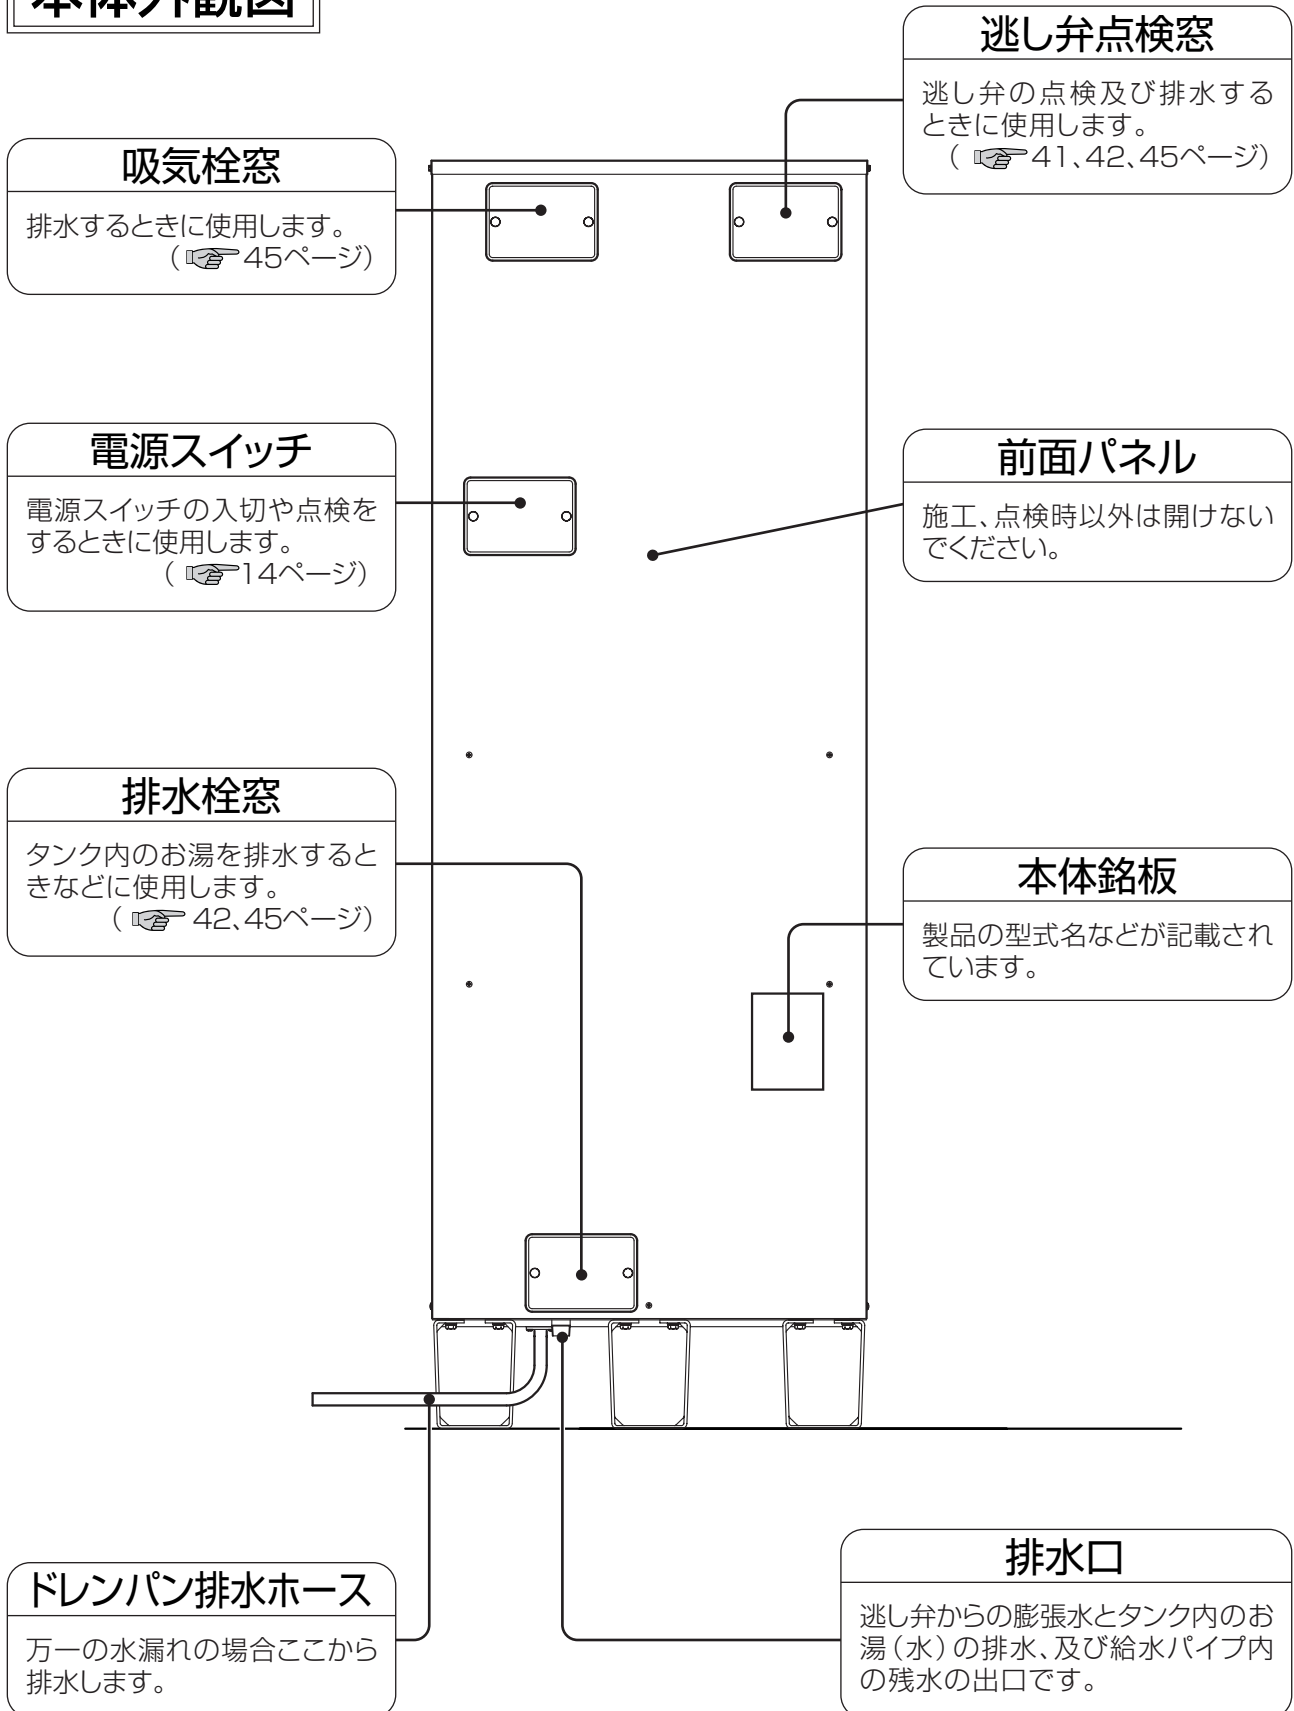 本体外観図
逃し弁点検窓
逃し弁の点検及び排水する
ときに使用します。
(☞41、42、45ページ)
吸気栓窓
排水するときに使用します。
(☞45ページ)
電源スイッチ
電源スイッチの入切や点検を
するときに使用します。
(☞14ページ)
前面パネル
施工、点検時以外は開けない
でください。
排水栓窓
タンク内のお湯を排水すると
きなどに使用します。
(☞42、45ページ)
本体銘板
製品の型式名などが記載され
ています。
ドレンパン排水ホース
万一の水漏れの場合ここから
排水します。
排水口
逃し弁からの膨張水とタンク内のお
湯(水)の排水、及び給水パイプ内
の残水の出口です。